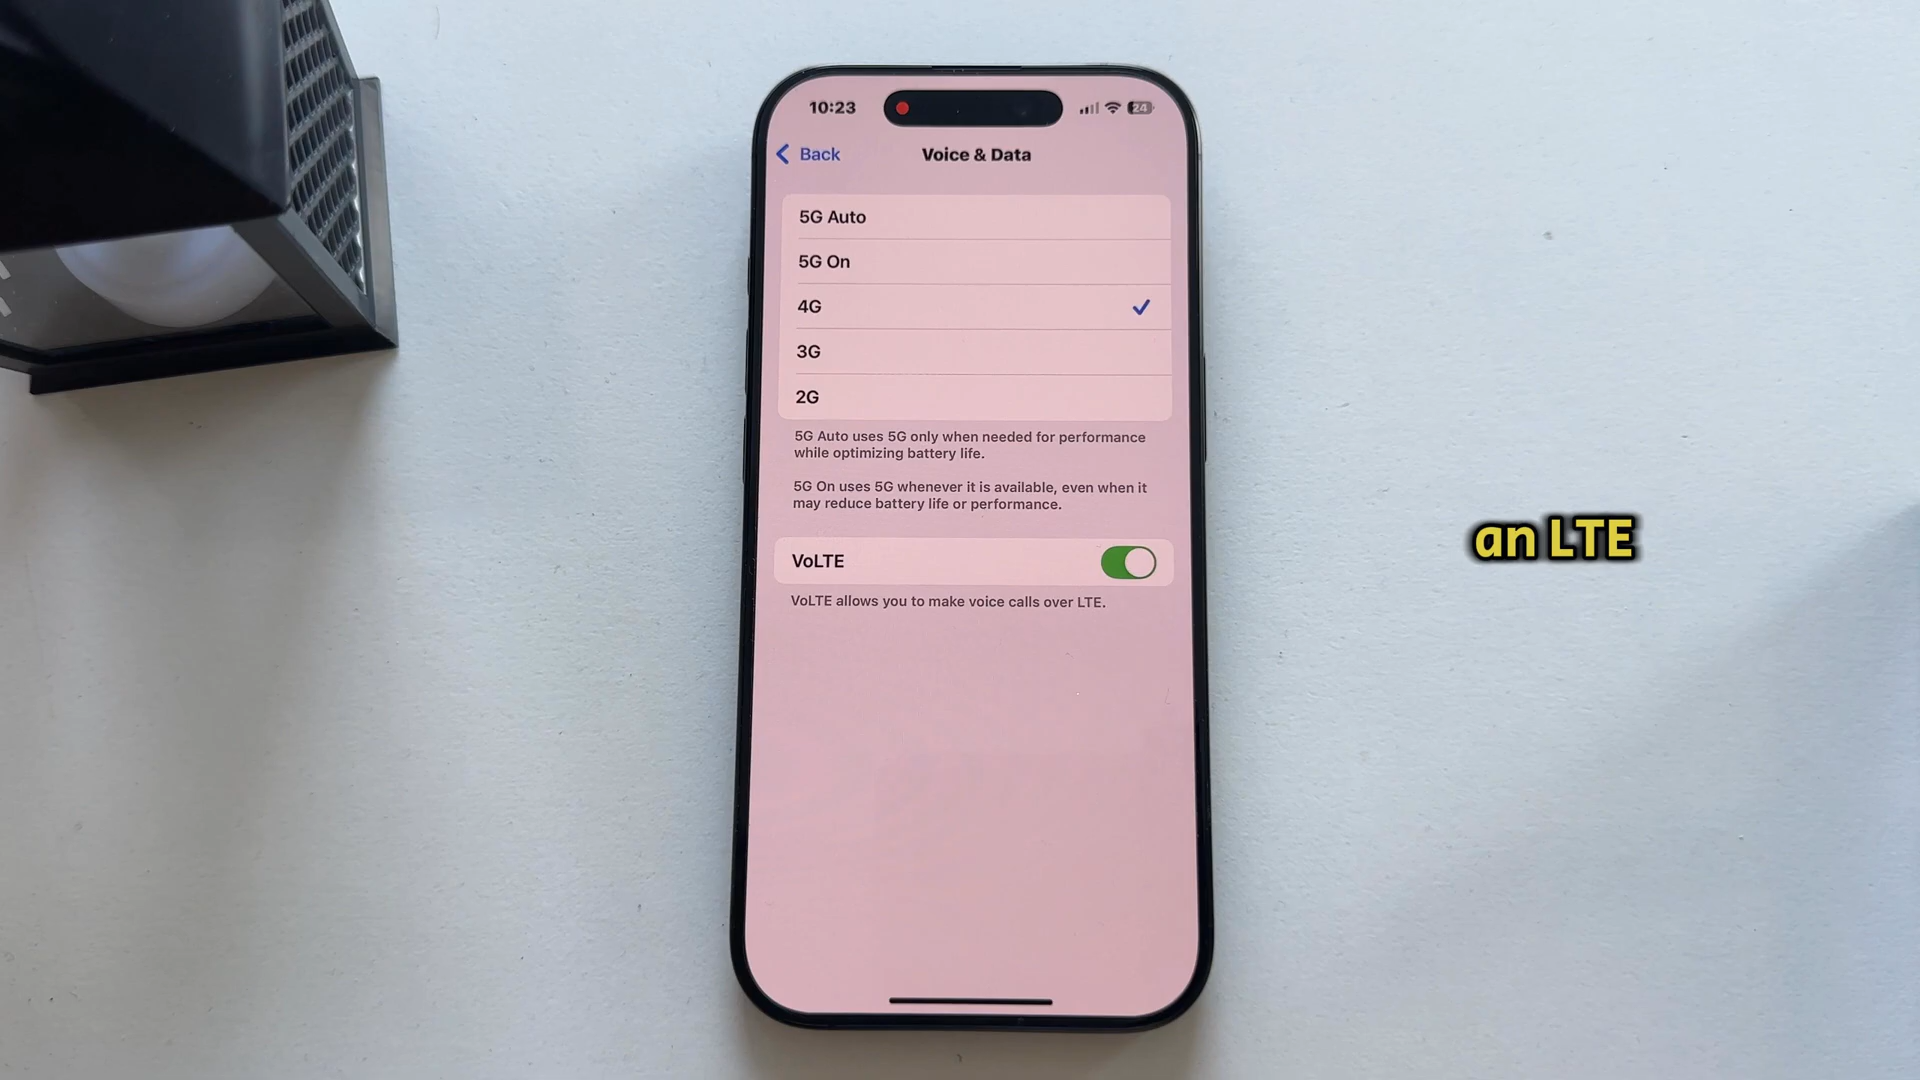 10:23
24
Back
Voice & Data
5G Auto
5G On
4G
3G
2G
5G Auto uses 5G only when needed for performance
while optimizing battery life.
5G On uses 5G whenever it is available, even when it
may reduce battery life or performance.
an LTE
VoLTE
VoLTE allows you to make voice calls over LTE.